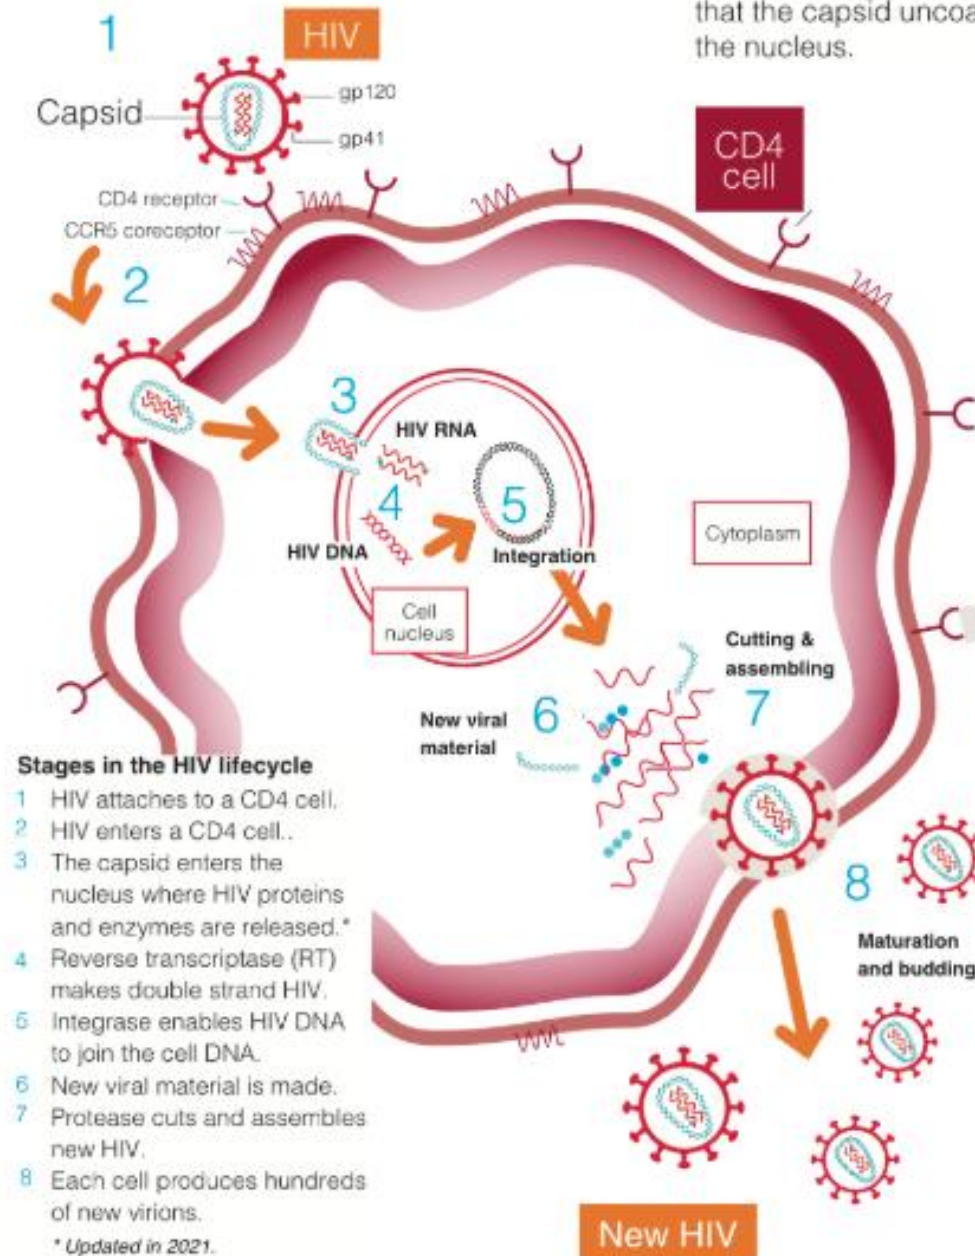 that the capsid uncoa
the nucleus.
1
HIV
Capsid
gp120
gp41
CD4
cell
CD4 receptor
CCR5 coreceptor
2
3
HIV RNA
4
5
HIV DNA
Integration
Cytoplasm
Cell
nucleus
Cutting &
assembling
7
New viral
material
6
Stages in the HIV lifecycle
1 HIV attaches to a CD4 cell.
2 HIV enters a CD4 cell..
3 The capsid enters the
nucleus where HIV proteins
and enzymes are released.*
4 Reverse transcriptase (RT)
makes double strand HIV.
5 Integrase enables HIV DNA
to join the cell DNA.
6 New viral material is made.
7 Protease cuts and assembles
new HIV.
8 Each cell produces hundreds
of new virions.
* Updated in 2021.
8
Maturation
and budding
New HIV